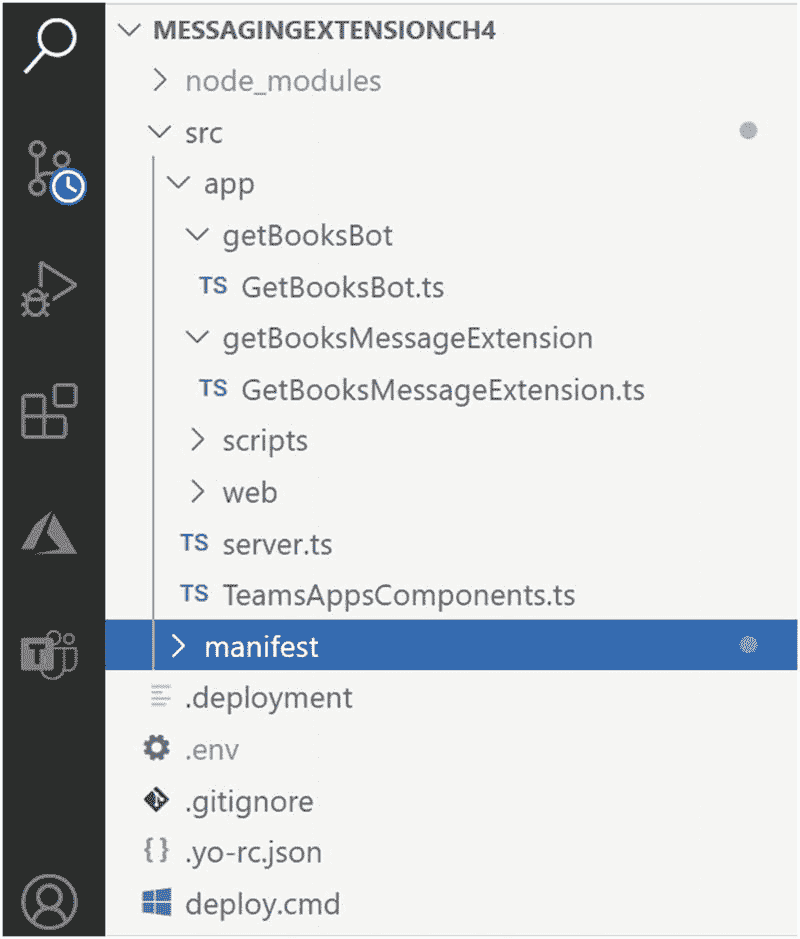 MESSAGINGEXTENSIONCH4
node_modules
src
app
getBooksBot
TS GetBooksBot.ts
getBooksMessageExtension
TS GetBooksMessageExtension.ts
scripts
web
TS server.ts
TS TeamsAppsComponents.ts
T manifest
.deployment
.env
.gitignore
{} .yo-rc.json
deploy.cmd